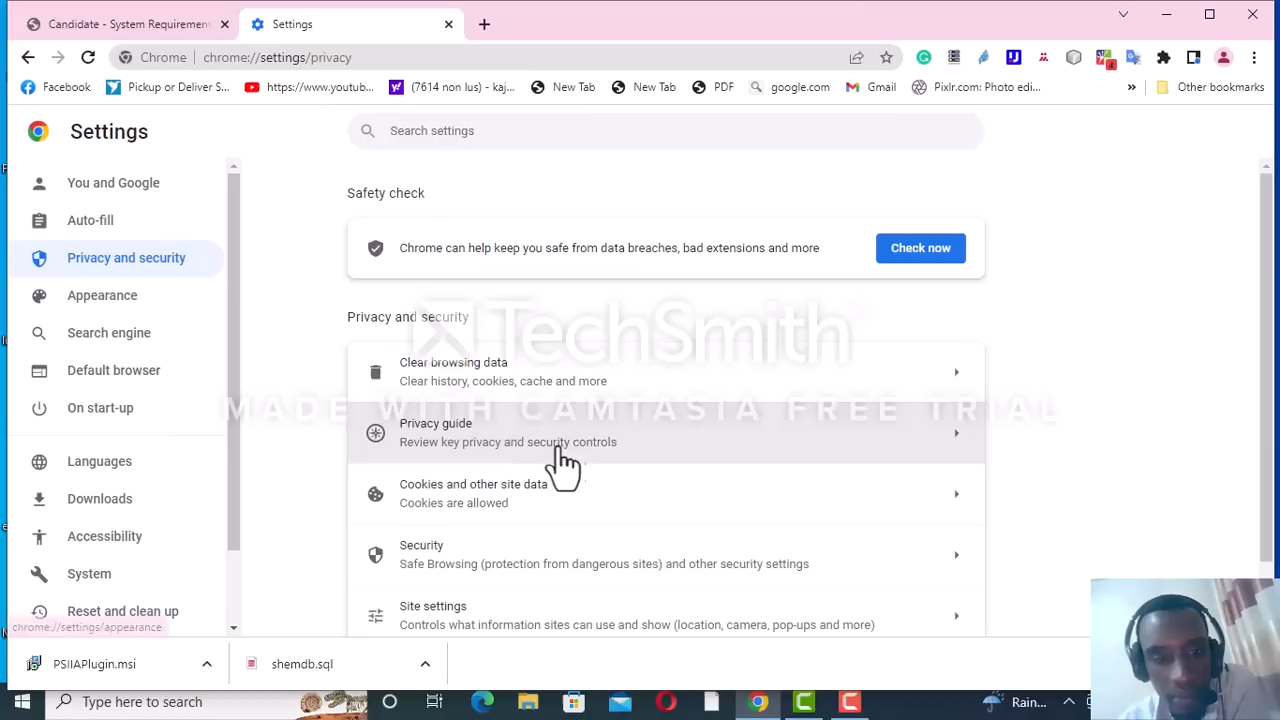 Candidate - System Requirement
Settings
Chrome
chrome://settings/privacy
4
Facebook
Pickup or Deliver S...
https://www.youtub...
(7614 non lus) - kaj...
New Tab
New Tab
PDF
google.com
Gmail
Pixlr.com: Photo edi...
»
Other bookmarks
Settings
Search settings
You and Google
Auto-fill
Privacy and security
Appearance
Search engine
Default browser
On start-up
Languages
Downloads
Accessibility
System
Reset and clean up
chrome://settings/appearance
Safety check
Chrome can help keep you safe from data breaches, bad extensions and more
Check now
Privacy and security
TechSmith
Clear browsing data
Clear history, cookies, cache and more
MADE WITH CAMTASIA FREE TRIAL
Privacy guide
Review key privacy and security controls
Cookies and other site data
Cookies are allowed
Security
Safe Browsing (protection from dangerous sites) and other security settings
Site settings
Controls what information sites can use and show (location, camera, pop-ups and more)
PSIIAPlugin.msi
shemdb.sql
Type here to search
Rain...